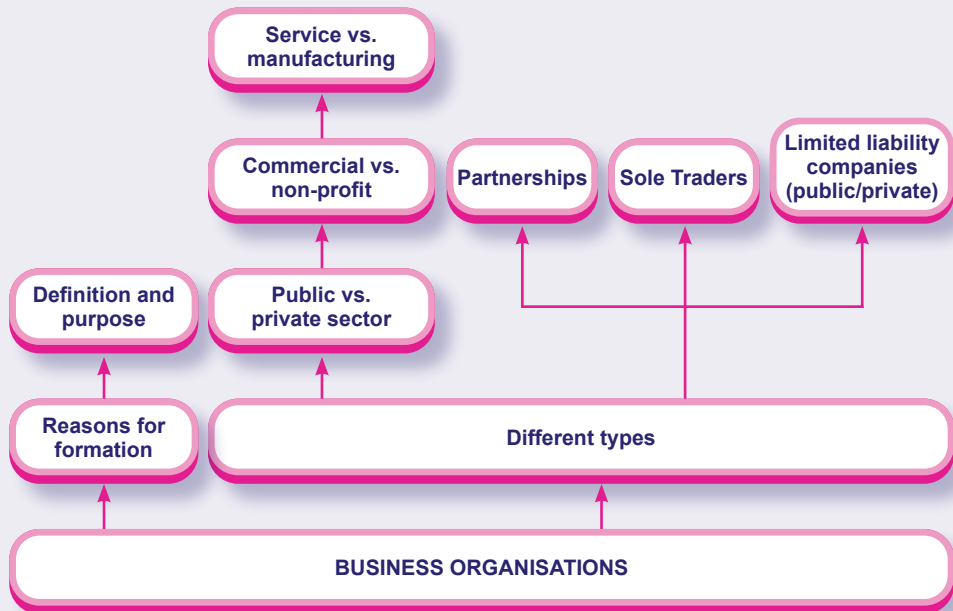 Service vs.
manufacturing
Commercial vs.
non-profit
Partnerships
Sole Traders
Limited liability
companies
(public/private)
Definition and
purpose
Public vs.
private sector
Reasons for
formation
Different types
BUSINESS ORGANISATIONS